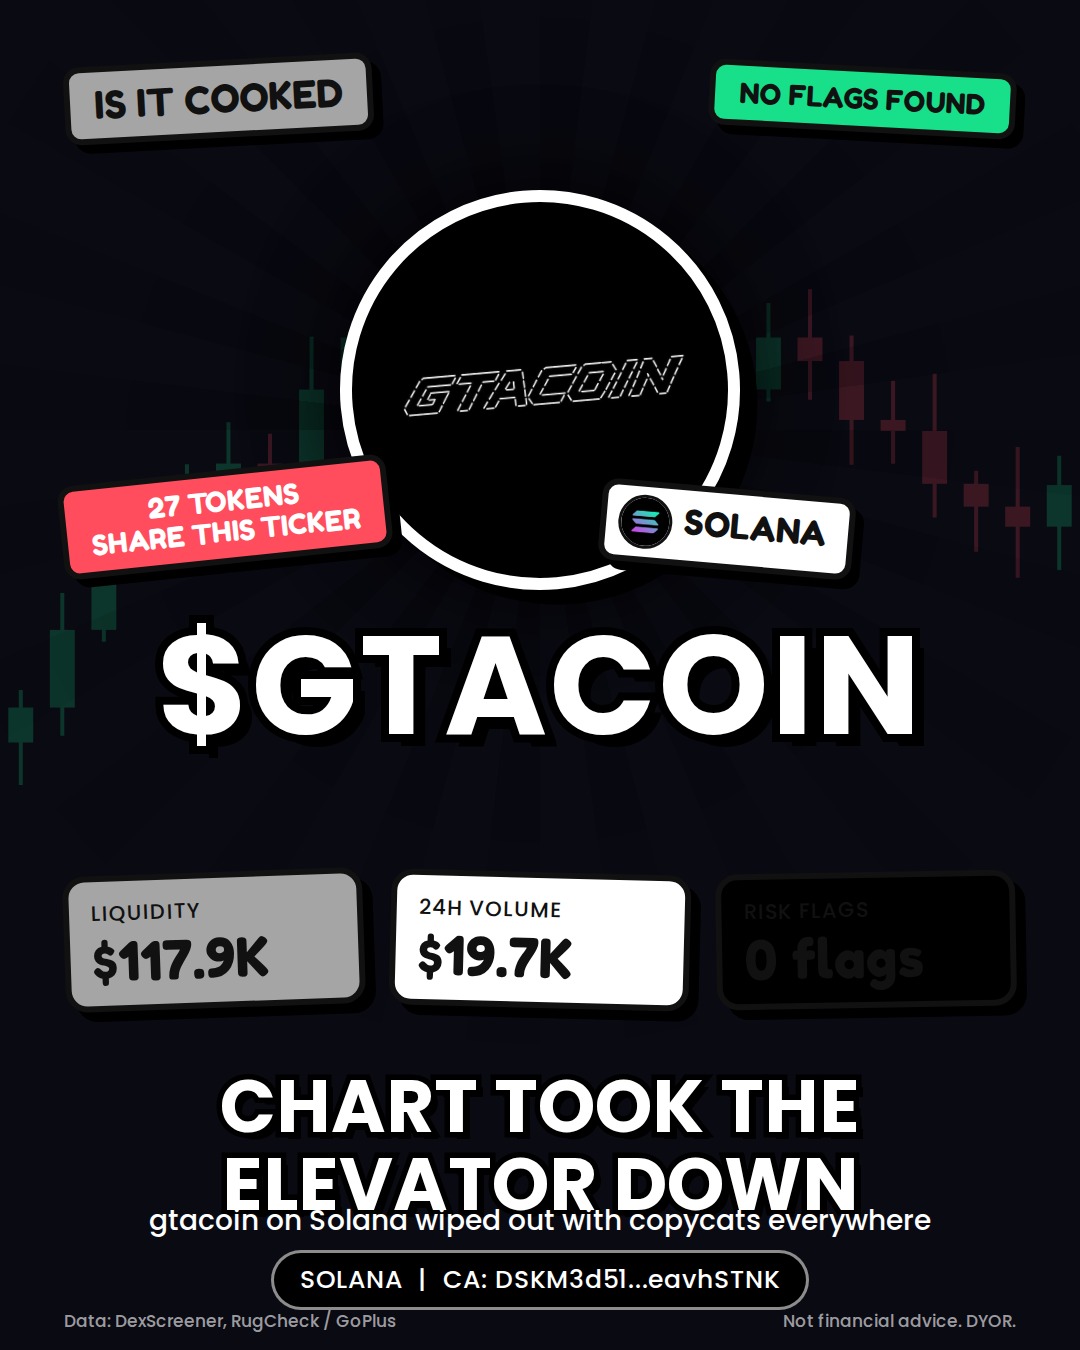 IS IT COOKED
NO FLAGS FOUND
GTACOIN
27 TOKENS
SHARE THIS TICKER
SOLANA
$GTACOIN
LIQUIDITY
$117.9K
24H VOLUME
$19.7K
RISK FLAGS
0 flags
CHART TOOK THE
ELEVATOR DOWN
gtacoin on Solana wiped out with copycats everywhere
SOLANA | CA: DSKM3d51...eavhSTNK
Data: DexScreener, RugCheck / GoPlus
Not financial advice. DYOR.